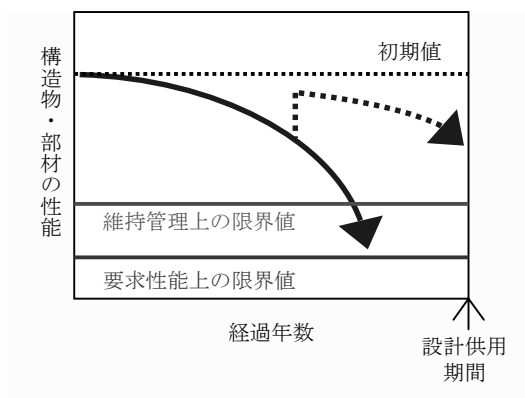 初期値
構造物・部材の性能
維持管理上の限界値
要求性能上の限界値
経過年数
設計供用
期間